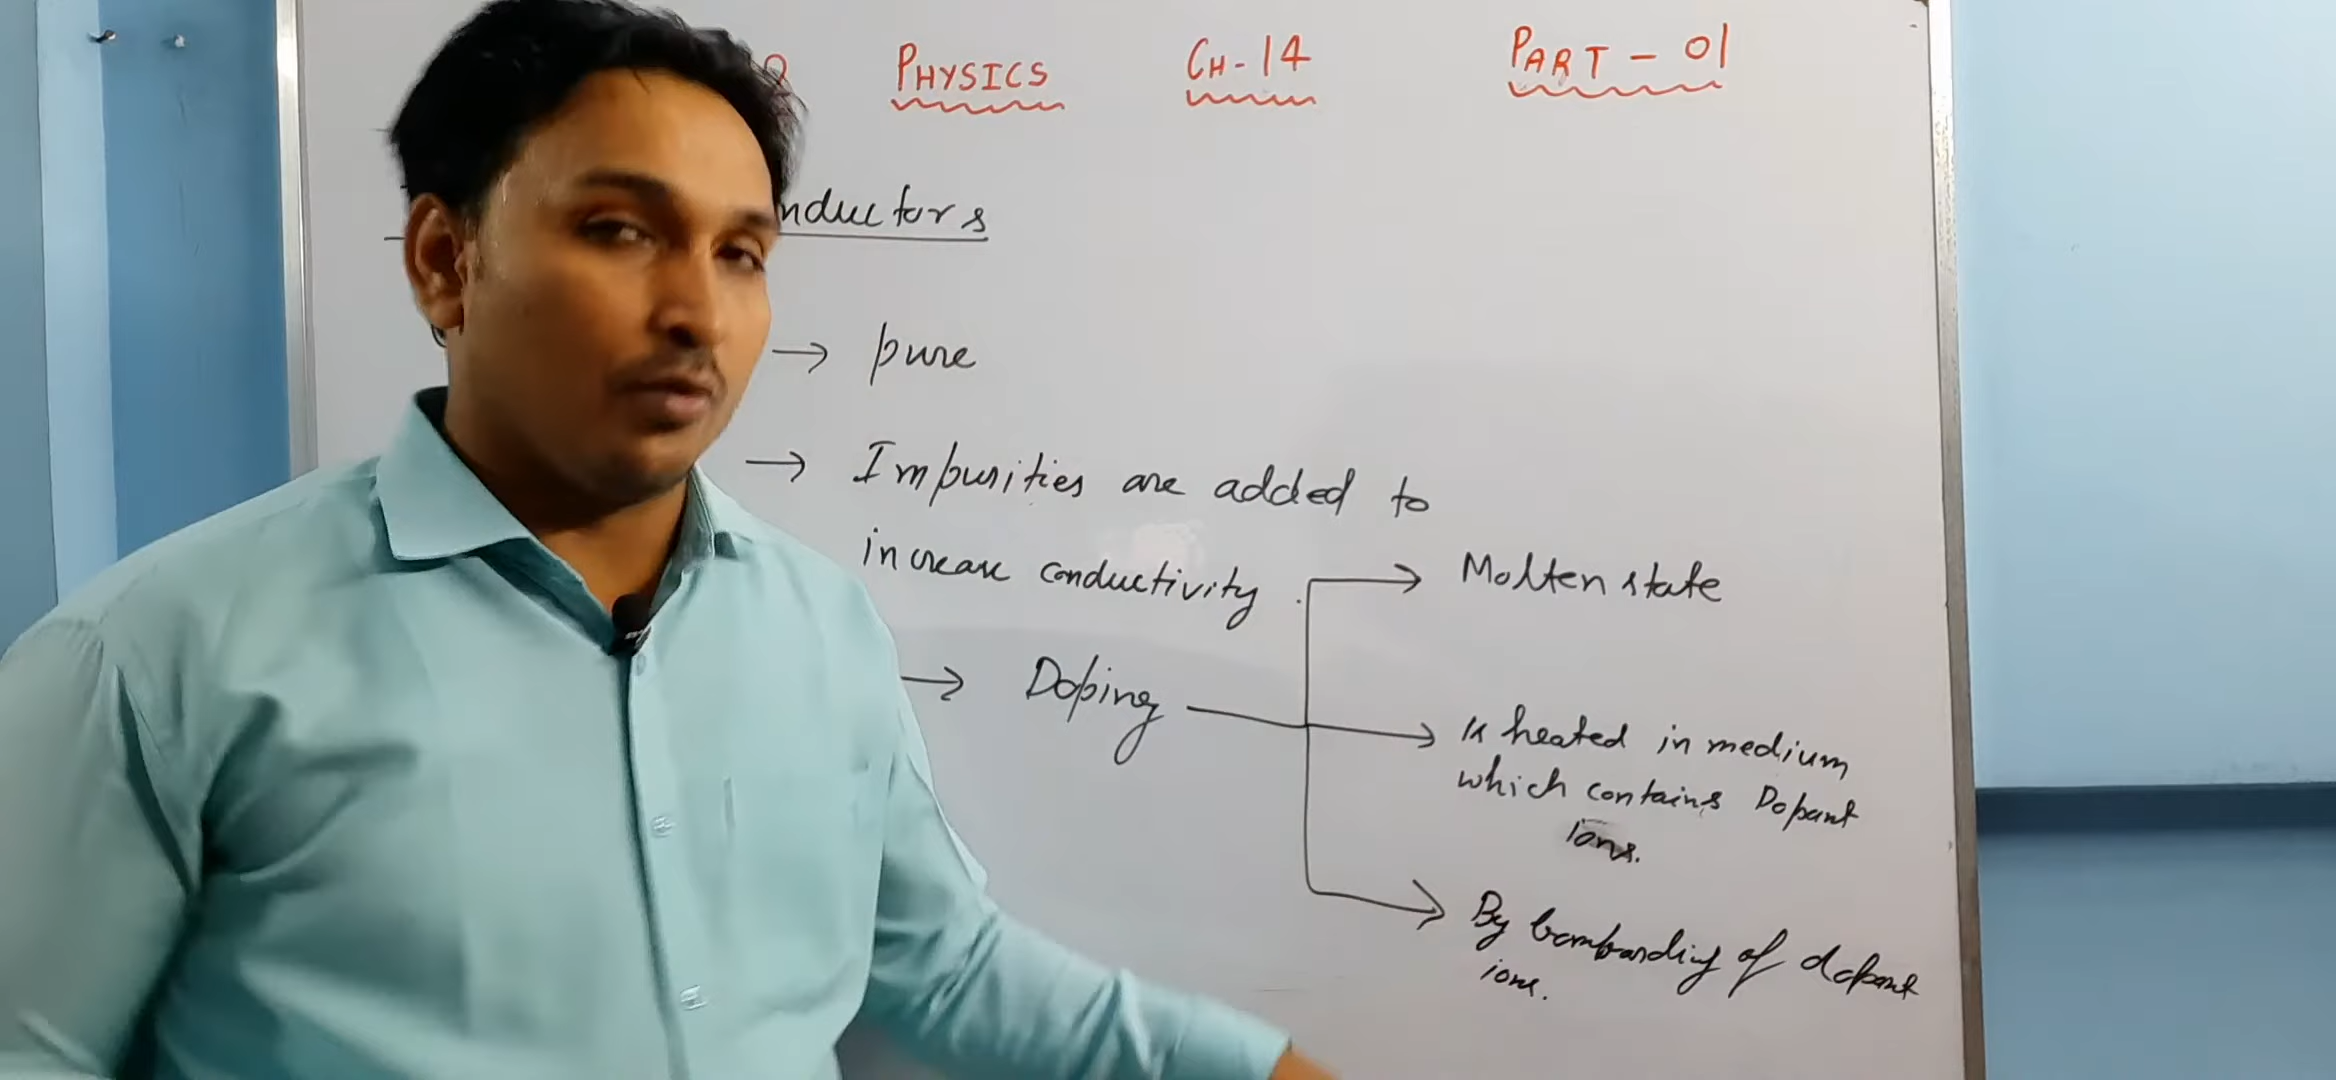 PHYSICS CH-14 PART-01
nductors
→ pure
→ Impurities are added to
increase conductivity.
→ Doping
→ Molten state
→ is heated in medium
which contains Dopant
ions.
→ By bombarding of dopant
ions.